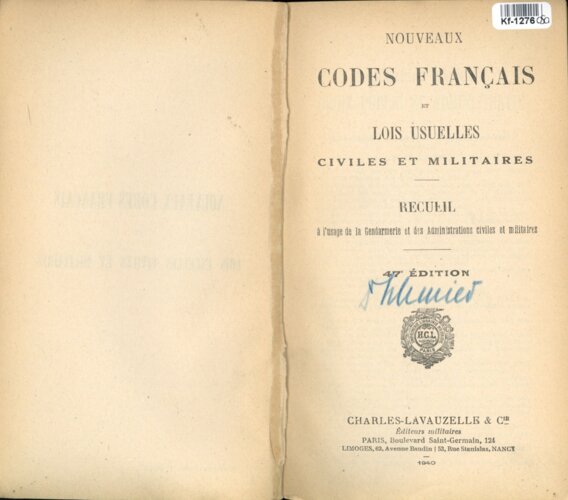 Kf-1276
NOUVEAUX
CODES FRANÇAIS
ET
LOIS USUELLES
CIVILES ET MILITAIRES
RECUEIL
à l'usage de la Gendarmerie et des Administrations civiles et militaires
47e ÉDITION
H.C.L
PARIS
CHARLES-LAVAUZELLE & Cie
Éditeurs militaires
PARIS, Boulevard Saint-Germain, 124
LIMOGES, 62, Avenue Baudin | 53, Rue Stanislas, NANCY
1940